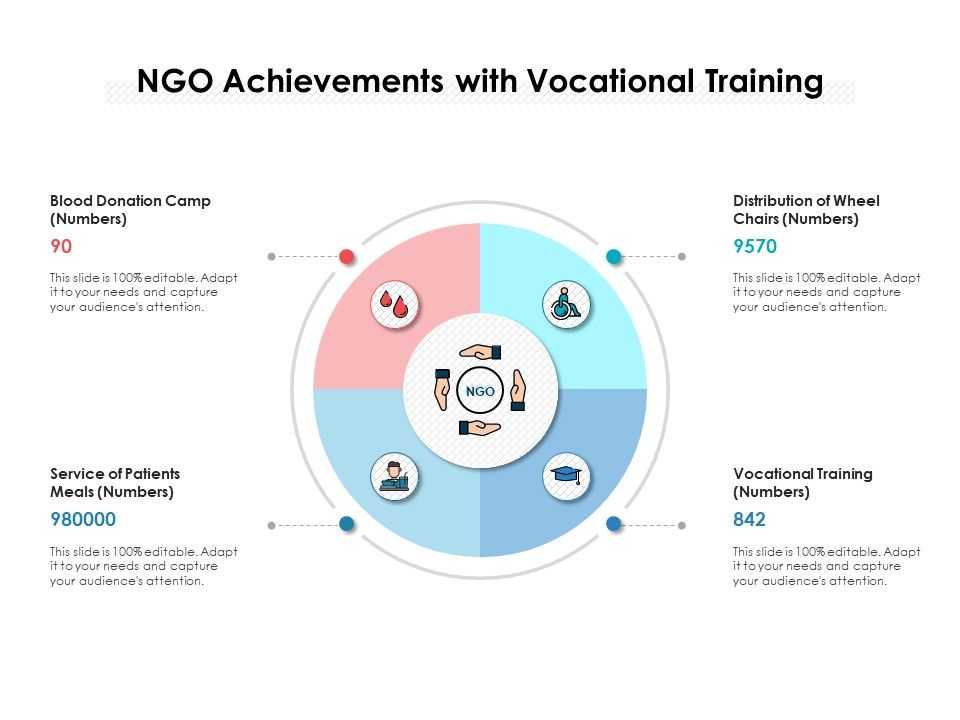 NGO Achievements with Vocational Training
Blood Donation Camp
(Numbers)
90
This slide is 100% editable. Adapt
it to your needs and capture
your audience's attention.
Distribution of Wheel
Chairs (Numbers)
9570
This slide is 100% editable. Adapt
it to your needs and capture
your audience's attention.
NGO
Service of Patients
Meals (Numbers)
980000
This slide is 100% editable. Adapt
it to your needs and capture
your audience's attention.
Vocational Training
(Numbers)
842
This slide is 100% editable. Adapt
it to your needs and capture
your audience's attention.